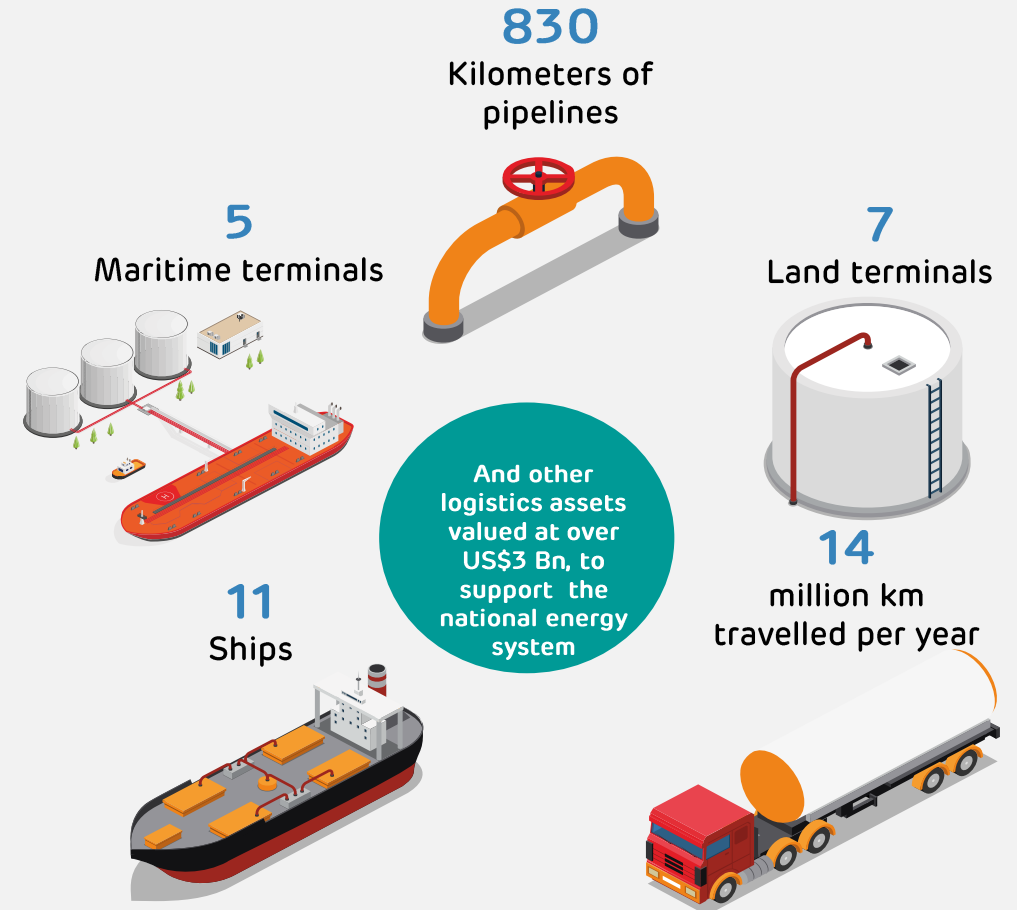 830
Kilometers of
pipelines
5
Maritime terminals
7
Land terminals
And other
logistics assets
valued at over
US$3 Bn, to
support the
national energy
system
11
Ships
14
million km
travelled per year
H